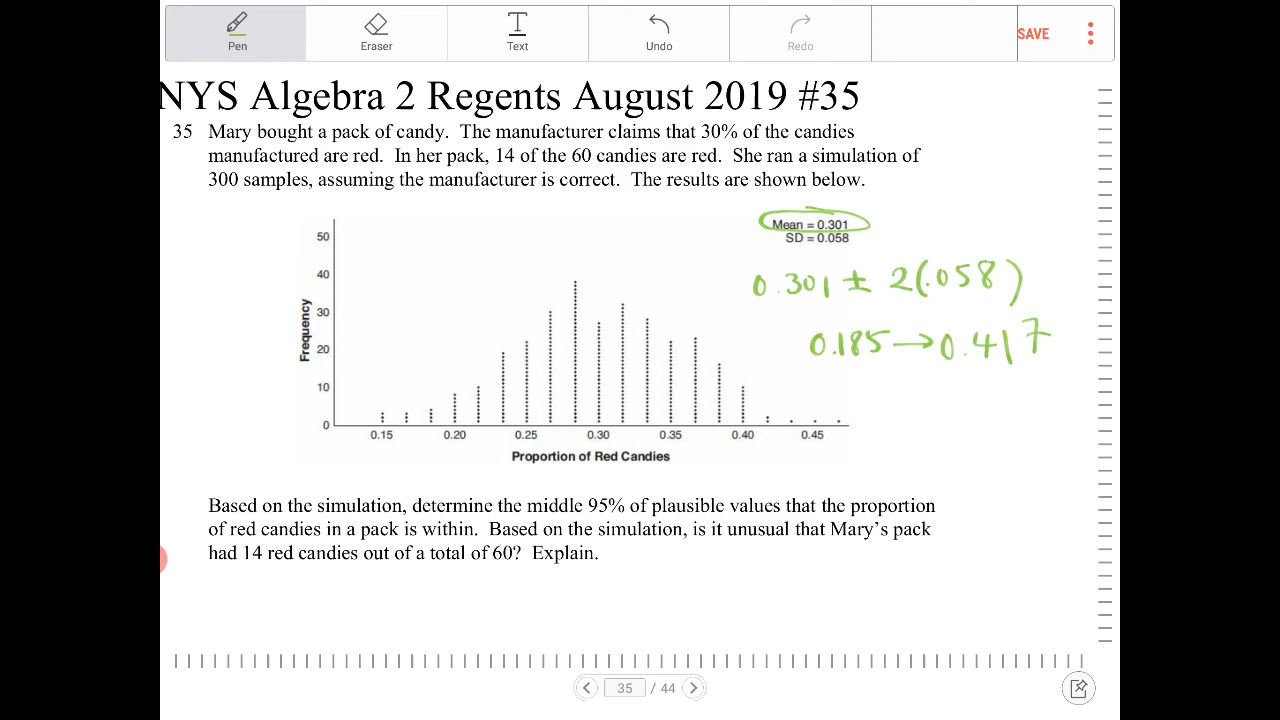 Pen
Eraser
Text
Undo
Redo
SAVE
NYS Algebra 2 Regents August 2019 #35
35 Mary bought a pack of candy. The manufacturer claims that 30% of the candies
manufactured are red. In her pack, 14 of the 60 candies are red. She ran a simulation of
300 samples, assuming the manufacturer is correct. The results are shown below.
Mean = 0.301
SD = 0.058
0.301 ± 2(.058)
0.185 → 0.417
Frequency
50
40
30
20
10
0
0.15 0.20 0.25 0.30 0.35 0.40 0.45
Proportion of Red Candies
Based on the simulation, determine the middle 95% of plausible values that the proportion
of red candies in a pack is within. Based on the simulation, is it unusual that Mary's pack
had 14 red candies out of a total of 60? Explain.
35 / 44